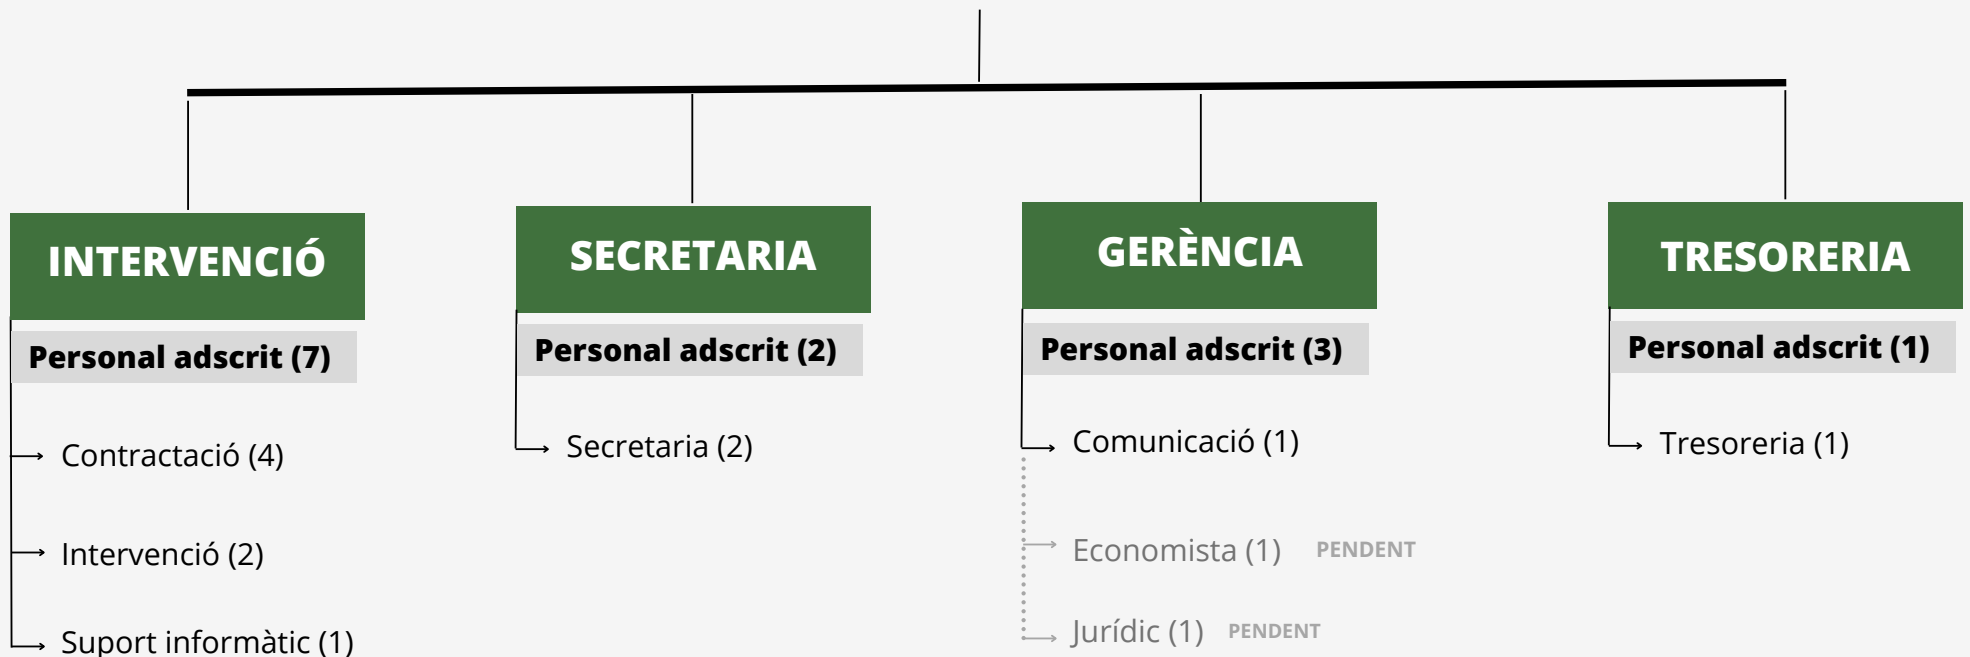 INTERVENCIÓ
Personal adscrit (7)
Contractació (4)
Intervenció (2)
Suport informàtic (1)
SECRETARIA
Personal adscrit (2)
Secretaria (2)
GERÈNCIA
Personal adscrit (3)
Comunicació (1)
Economista (1) PENDENT
Jurídic (1) PENDENT
TRESORERIA
Personal adscrit (1)
Tresoreria (1)